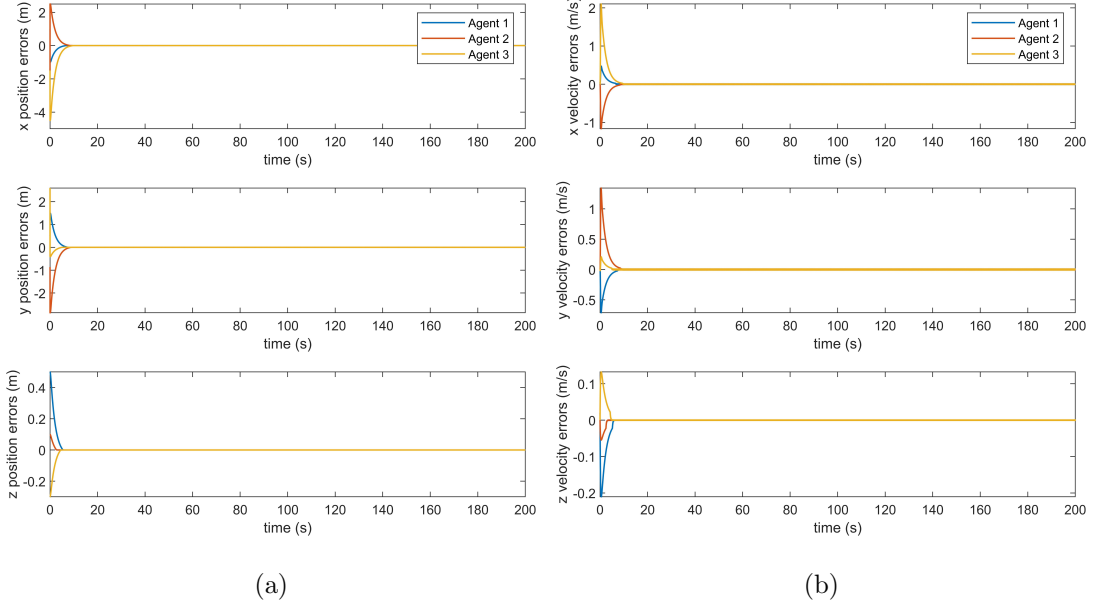 x position errors (m)
2
0
-2
-4
Agent 1
Agent 2
Agent 3
0 20 40 60 80 100 120 140 160 180 200
time (s)
y position errors (m)
2
1
0
-1
-2
0 20 40 60 80 100 120 140 160 180 200
time (s)
z position errors (m)
0.4
0.2
0
-0.2
0 20 40 60 80 100 120 140 160 180 200
time (s)
(a)
x velocity errors (m/s)
2
1
0
-1
Agent 1
Agent 2
Agent 3
0 20 40 60 80 100 120 140 160 180 200
time (s)
y velocity errors (m/s)
1
0.5
0
-0.5
0 20 40 60 80 100 120 140 160 180 200
time (s)
z velocity errors (m/s)
0.1
0
-0.1
-0.2
0 20 40 60 80 100 120 140 160 180 200
time (s)
(b)